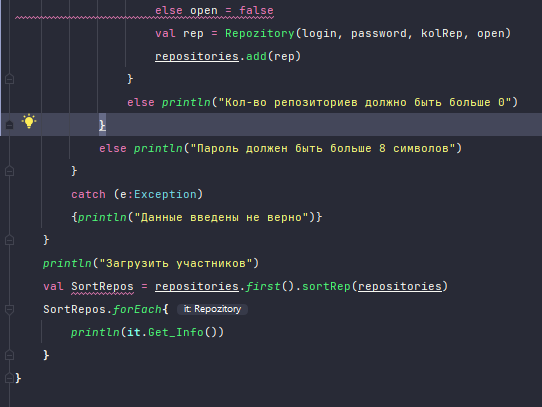 else open = false
val rep = Repozitory(login, password, kolRep, open)
repositories.add(rep)
}
else println("Кол-во репозиториев должно быть больше 0")
}
else println("Пароль должен быть больше 8 символов")
}
catch (e:Exception)
{println("Данные введены не верно")}
}
println("Загрузить участников")
val SortRepos = repositories.first().sortRep(repositories)
SortRepos.forEach{ it: Repozitory
println(it.Get_Info())
}
}